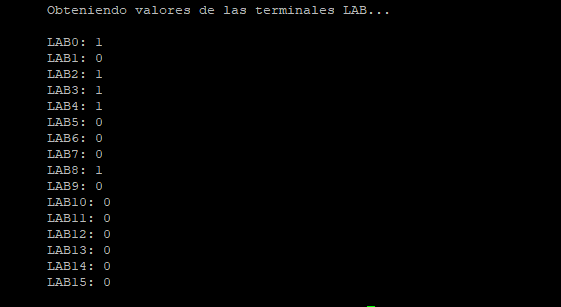 Obteniendo valores de las terminales LAB...
LAB0: 1
LAB1: 0
LAB2: 1
LAB3: 1
LAB4: 1
LAB5: 0
LAB6: 0
LAB7: 0
LAB8: 1
LAB9: 0
LAB10: 0
LAB11: 0
LAB12: 0
LAB13: 0
LAB14: 0
LAB15: 0